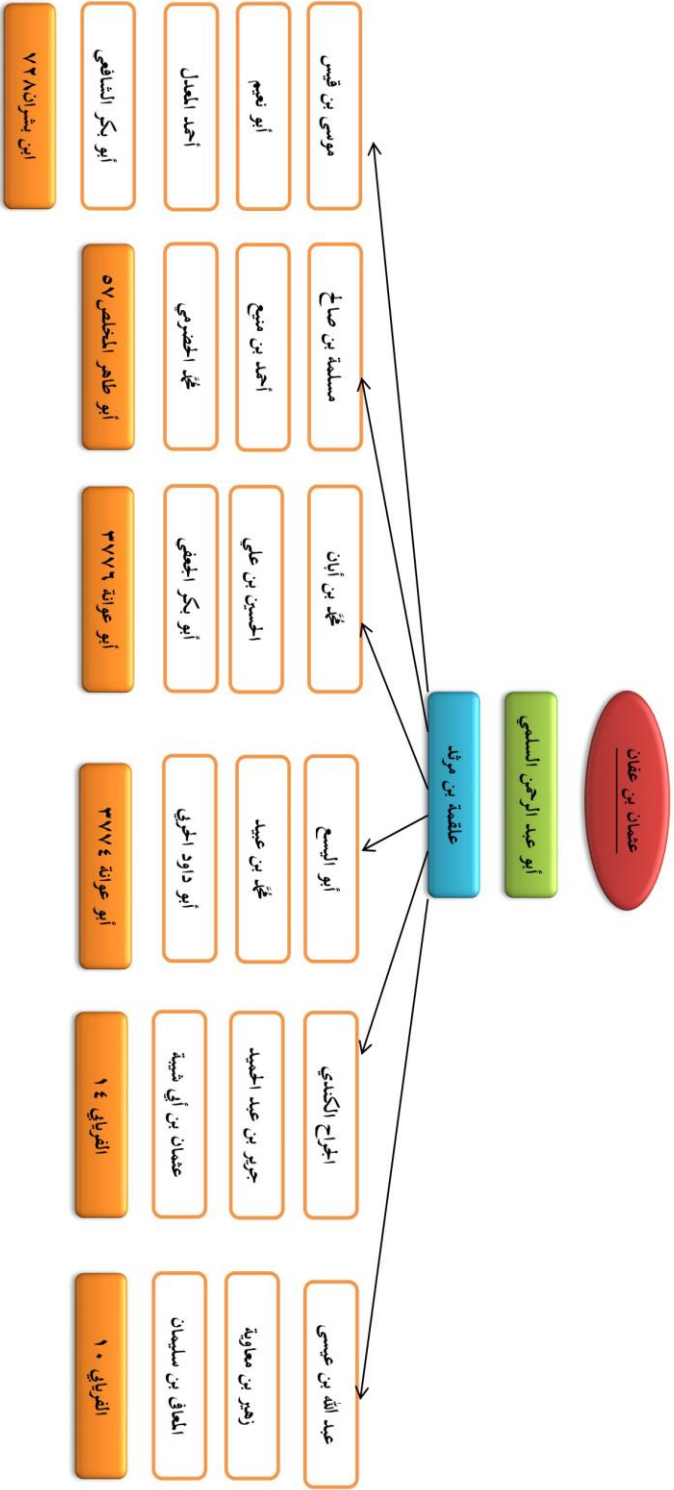 عثمان بن عفان
أبو عبد الرحمن السلمي
علقمة بن مرثد
موسى بن قيس
أبو نعيم
أحمد المعدل
أبو بكر الشافعي
ابن بشران ٧٢٨
مسلمة بن صالح
أحمد بن منيع
محمد الحضرمي
أبو طاهر المخلص ٥٧
محمد بن أبان
الحسين بن علي
أبو بكر الجعفي
أبو عوانة ٣٧٧٦
أبو اليسع
محمد بن عبيد
أبو داود الحربي
أبو عوانة ٣٧٧٤
الجراح الكندي
جرير بن عبد الحميد
عثمان بن أبي شيبة
الفريابي ١٤
عبد الله بن عيسى
زهير بن معاوية
المعافى بن سليمان
الفريابي ١٠